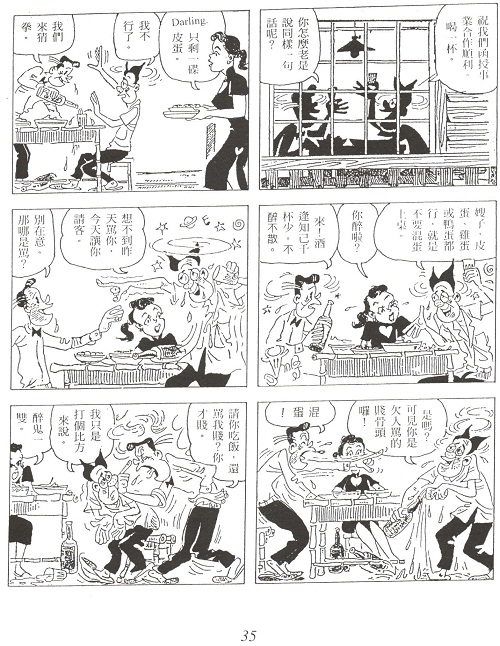 祝我們函授事
業合作順利，
喝一杯。
你怎麼老是
說同樣一句
話呢？
Darling,
只剩一碟
皮蛋。
我不
行了。
我們
來猜
拳。
嫂子，皮
蛋、雞蛋
或鴨蛋都
行，就是
不要混蛋
上桌。
你醉啦？
來！酒
逢知己千
杯少，不
醉不散。
想不到昨
天罵你，
今天讓你
請客。
別在意。
那哪是罵？
是嗎？
可見你是
欠人罵的
賤骨頭
囉！
混
蛋！
請你吃飯，還
罵我賤？你
才賤。
我只是
打個比方
來說。
醉鬼一
雙。
35